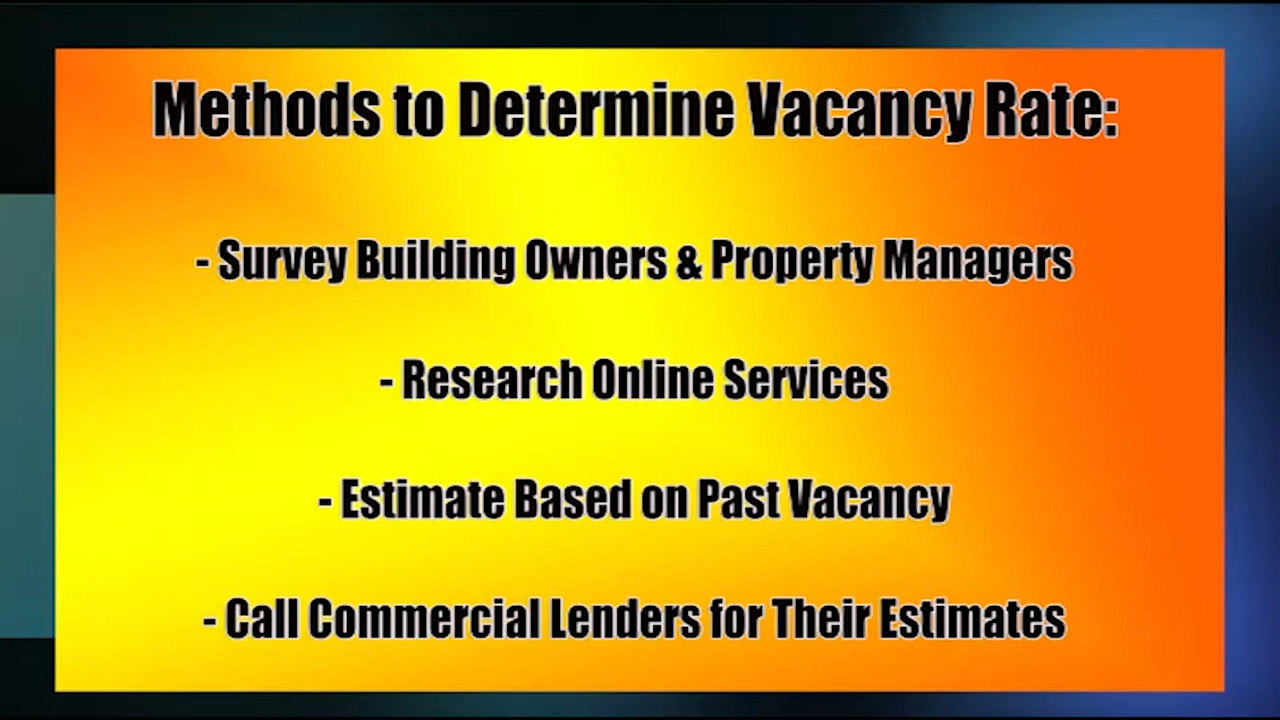 Methods to Determine Vacancy Rate:
- Survey Building Owners & Property Managers
- Research Online Services
- Estimate Based on Past Vacancy
- Call Commercial Lenders for Their Estimates